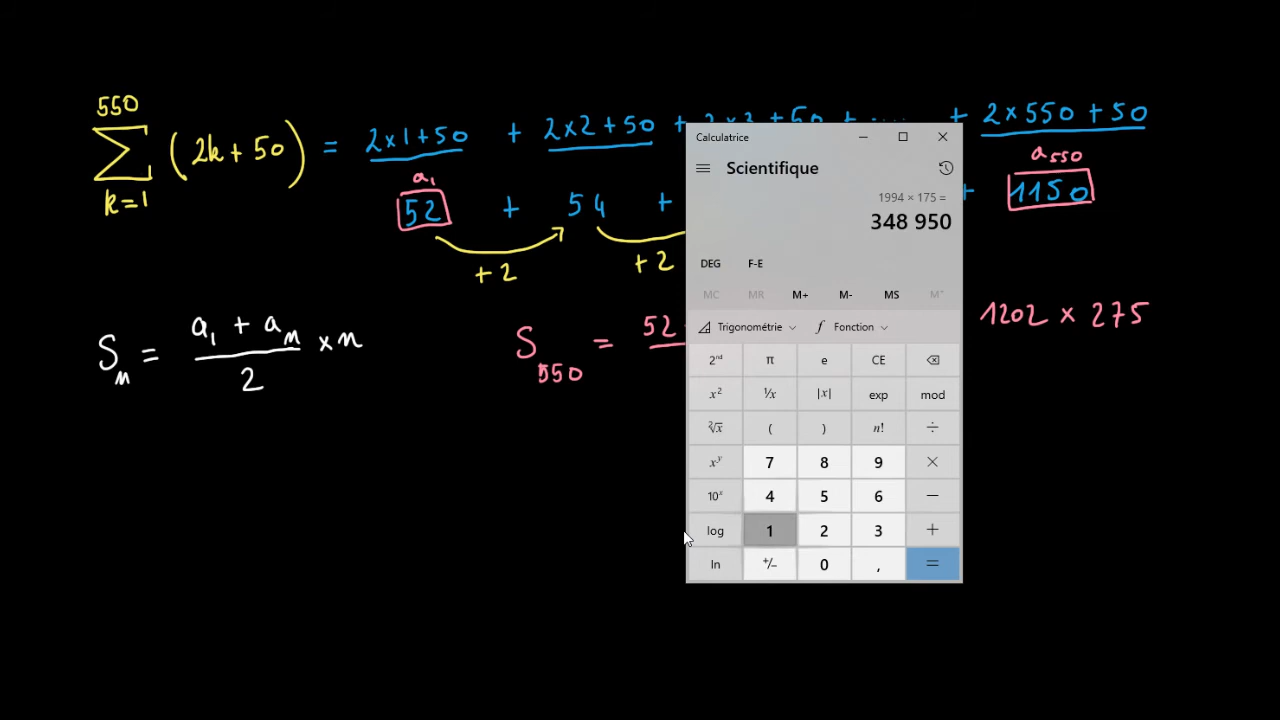 550
∑ (2k + 50) = 2×1+50 + 2×2+50 + 2×3+50 + ... + 2×550+50
k=1
a₁ a₅₅₀
52 + 54 + + 1150
+2 +2
Sₙ = (a₁ + aₙ)/2 × n
S₅₅₀ = 52 1202 × 275
Calculatrice
Scientifique
1994 × 175 =
348 950
DEG F-E
MC MR M+ M- MS M˅
Trigonométrie f Fonction
2ⁿᵈ π e CE
x² ¹/x |x| exp mod
²√x ( ) n! ÷
xʸ 7 8 9 ×
10ˣ 4 5 6 −
log 1 2 3 +
ln +/− 0 , =